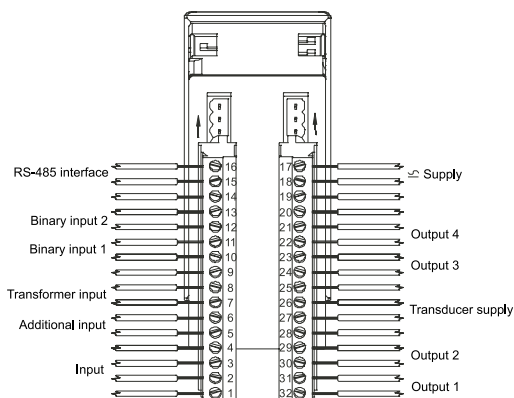 RS-485 interface
Binary input 2
Binary input 1
Transformer input
Additional input
Input
16
15
14
13
12
11
10
9
8
7
6
5
4
3
2
1
17
18
19
20
21
22
23
24
25
26
27
28
29
30
31
32
Supply
Output 4
Output 3
Transducer supply
Output 2
Output 1